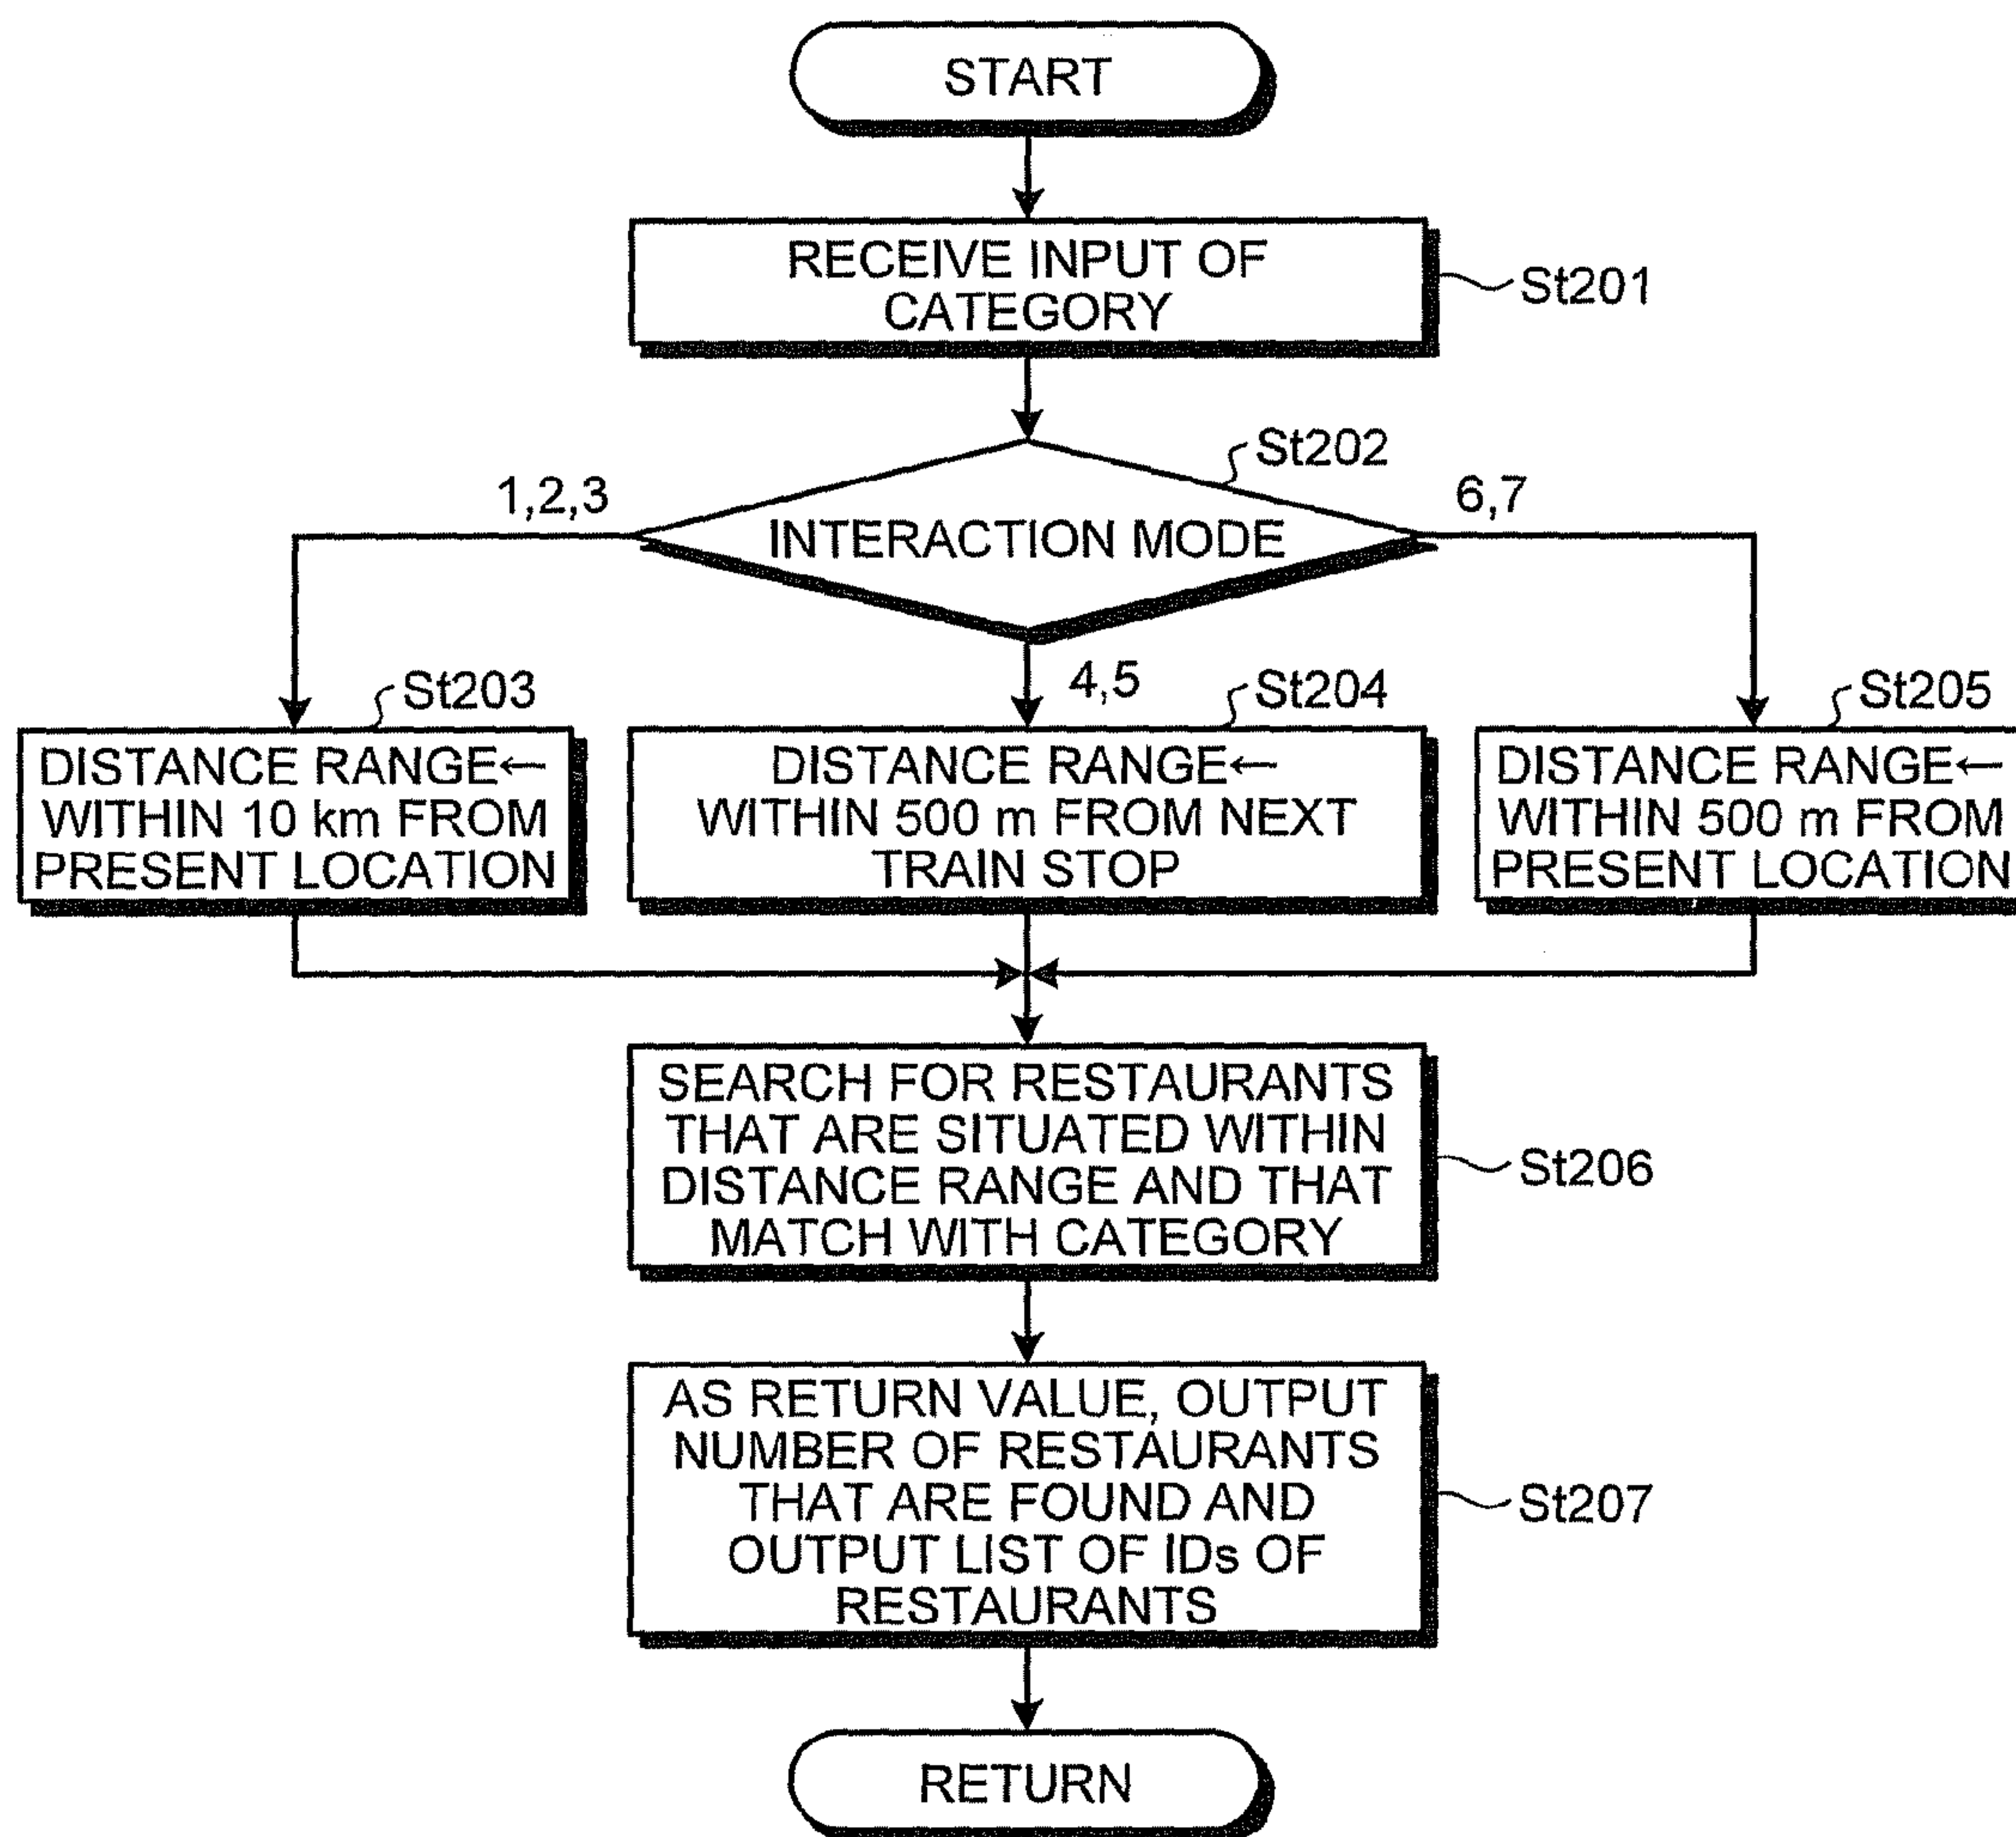 START
RECEIVE INPUT OF
CATEGORY
St201
St202
1,2,3
6,7
INTERACTION MODE
4,5
St203
St204
St205
DISTANCE RANGE←
WITHIN 10 km FROM
PRESENT LOCATION
DISTANCE RANGE←
WITHIN 500 m FROM NEXT
TRAIN STOP
DISTANCE RANGE←
WITHIN 500 m FROM
PRESENT LOCATION
SEARCH FOR RESTAURANTS
THAT ARE SITUATED WITHIN
DISTANCE RANGE AND THAT
MATCH WITH CATEGORY
St206
AS RETURN VALUE, OUTPUT
NUMBER OF RESTAURANTS
THAT ARE FOUND AND
OUTPUT LIST OF IDs OF
RESTAURANTS
St207
RETURN